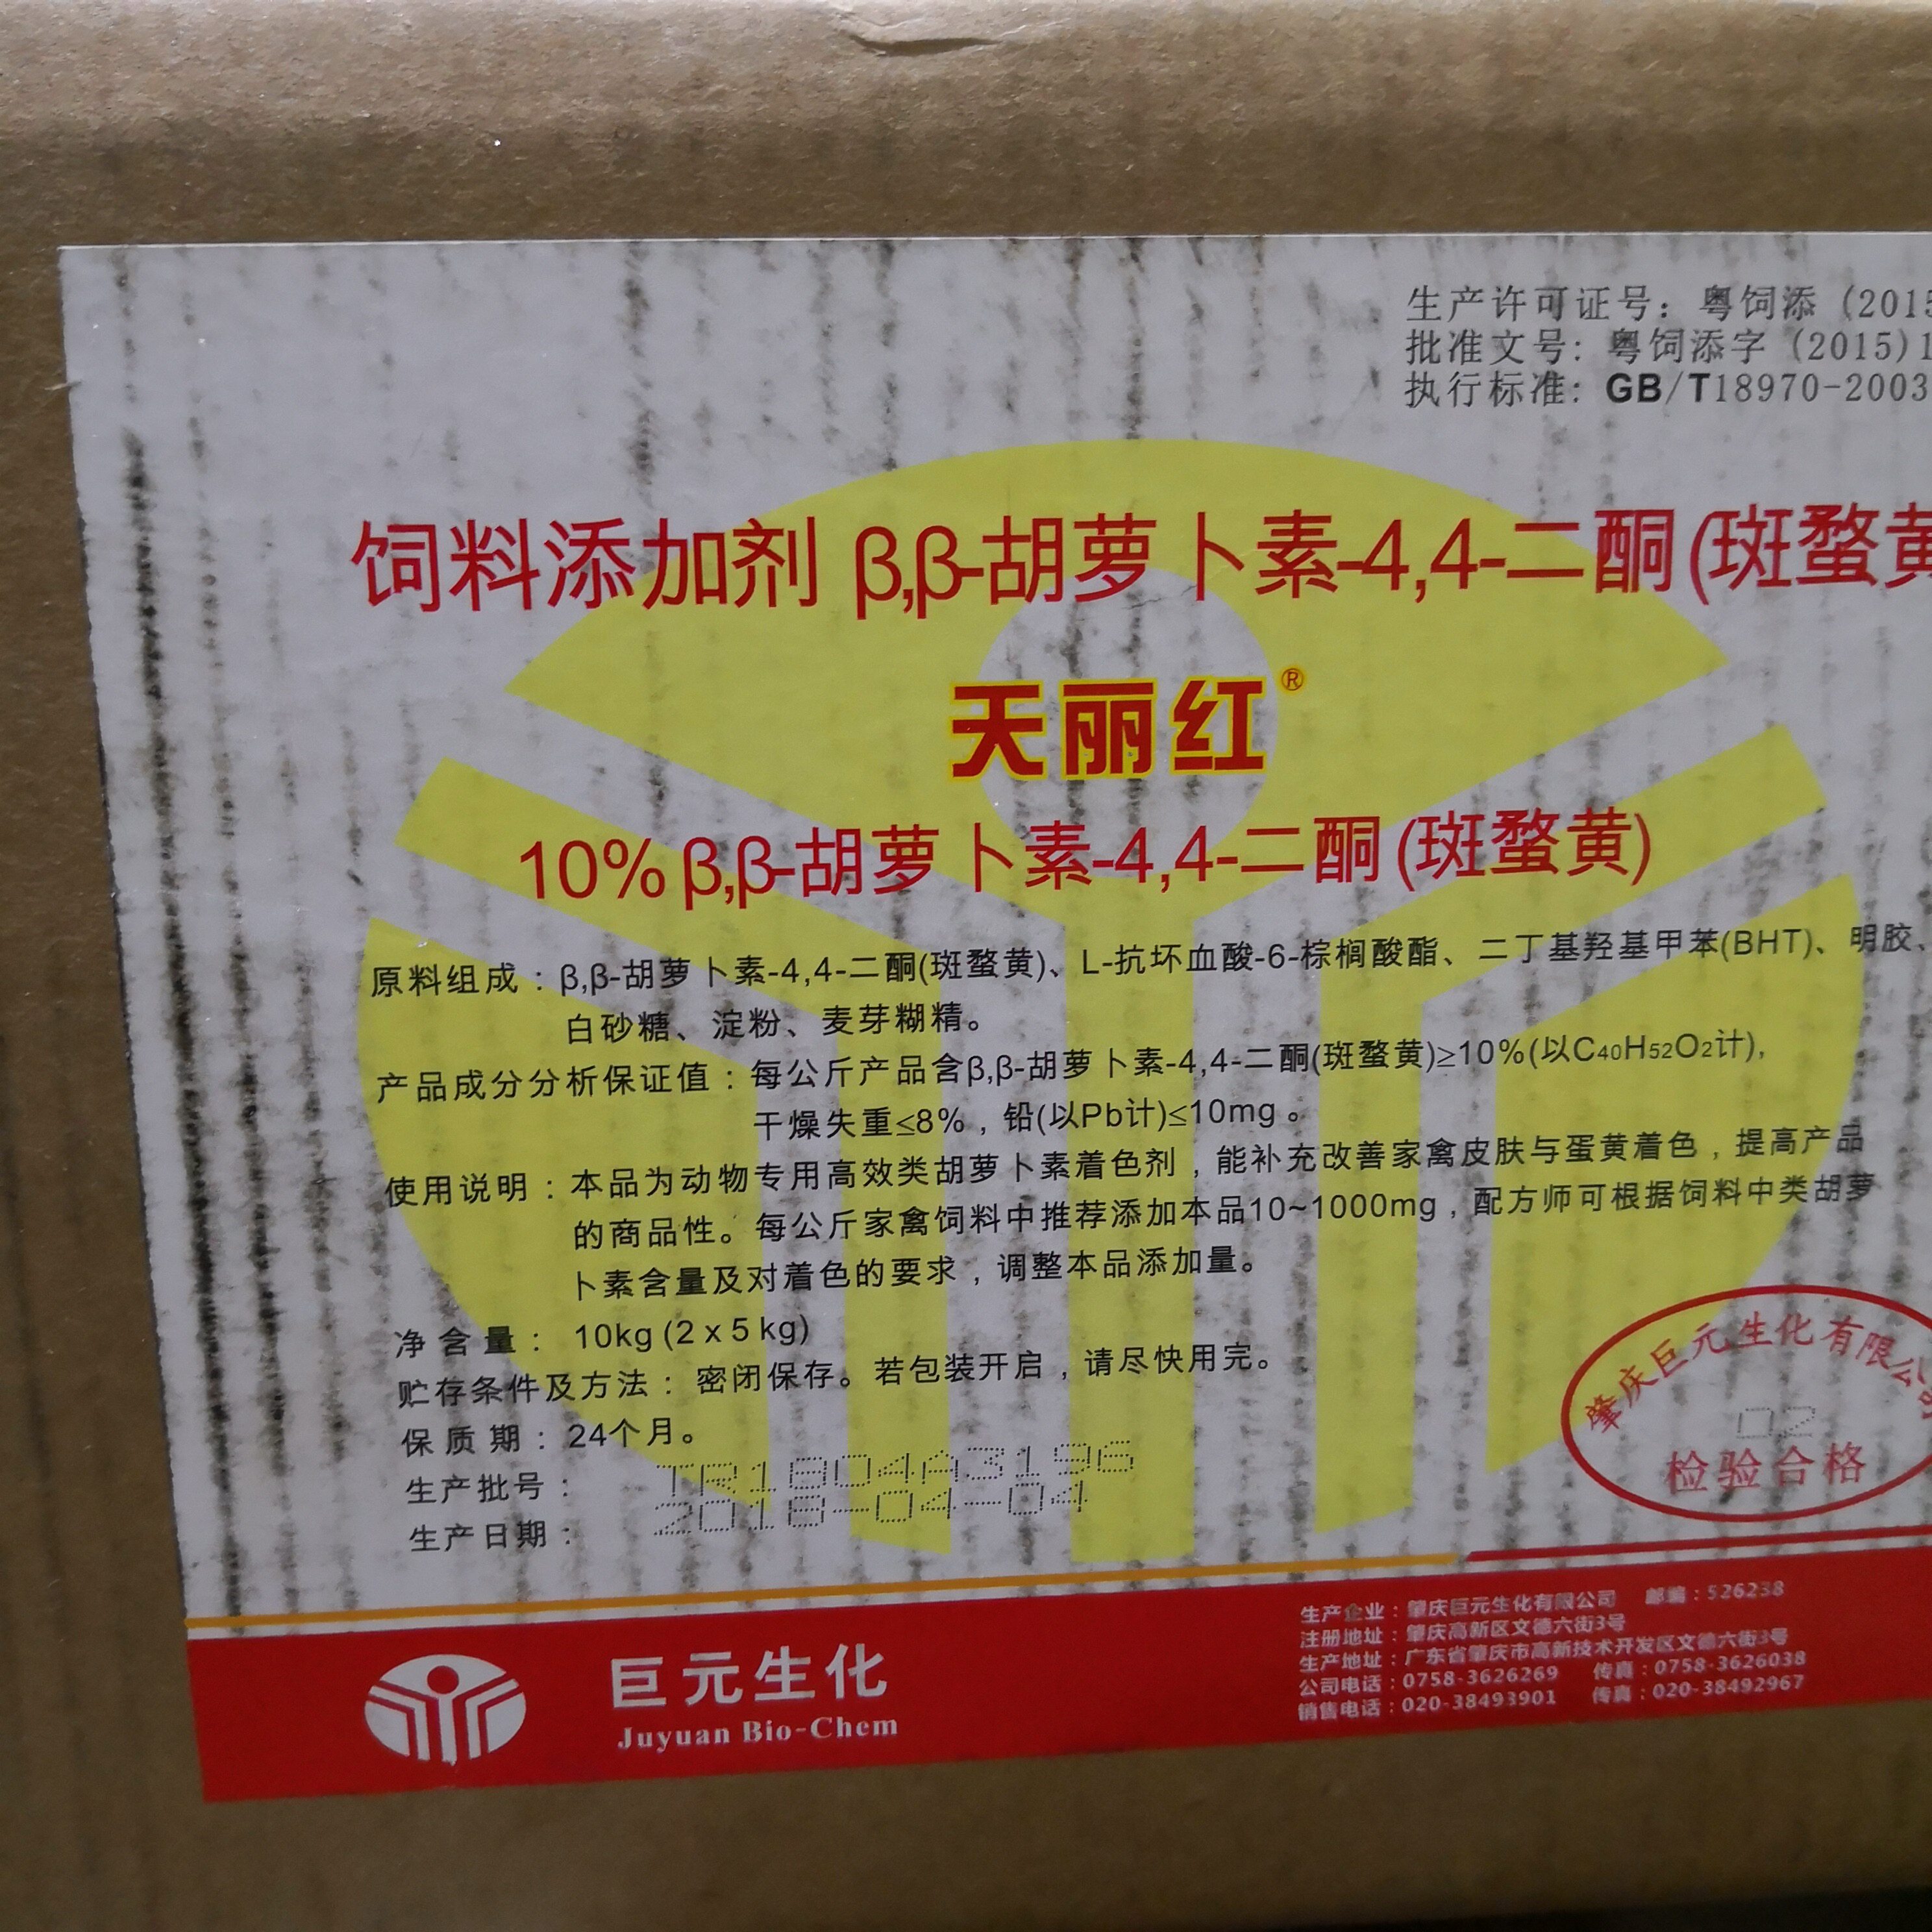 生产许可证号：粤饲添（2015
批准文号：粤饲添字（2015)1
执行标准：GB/T18970-2003
饲料添加剂 β,β-胡萝卜素-4,4-二酮(斑蝥黄
天丽红®
10% β,β-胡萝卜素-4,4-二酮(斑蝥黄)
原料组成：β,β-胡萝卜素-4,4-二酮(斑蝥黄)、L-抗坏血酸-6-棕榈酸酯、二丁基羟基甲苯(BHT)、明胶、
白砂糖、淀粉、麦芽糊精。
产品成分分析保证值：每公斤产品含β,β-胡萝卜素-4,4-二酮(斑蝥黄)≥10%(以C40H52O2计),
干燥失重≤8%，铅(以Pb计)≤10mg。
使用说明：本品为动物专用高效类胡萝卜素着色剂，能补充改善家禽皮肤与蛋黄着色，提高产品
的商品性。每公斤家禽饲料中推荐添加本品10~1000mg，配方师可根据饲料中类胡萝
卜素含量及对着色的要求，调整本品添加量。
净含量：10kg (2 x 5 kg)
贮存条件及方法：密闭保存。若包装开启，请尽快用完。
保质期：24个月。
生产批号：TR1804A3196
生产日期：2018-04-04
肇庆巨元生化有限公司
02
检验合格
巨元生化
Juyuan Bio-Chem
生产企业：肇庆巨元生化有限公司 邮编：526238
注册地址：肇庆高新区文德六街3号
生产地址：广东省肇庆市高新技术开发区文德六街3号
公司电话：0758-3626269 传真：0758-3626038
销售电话：020-38493901 传真：020-38492967